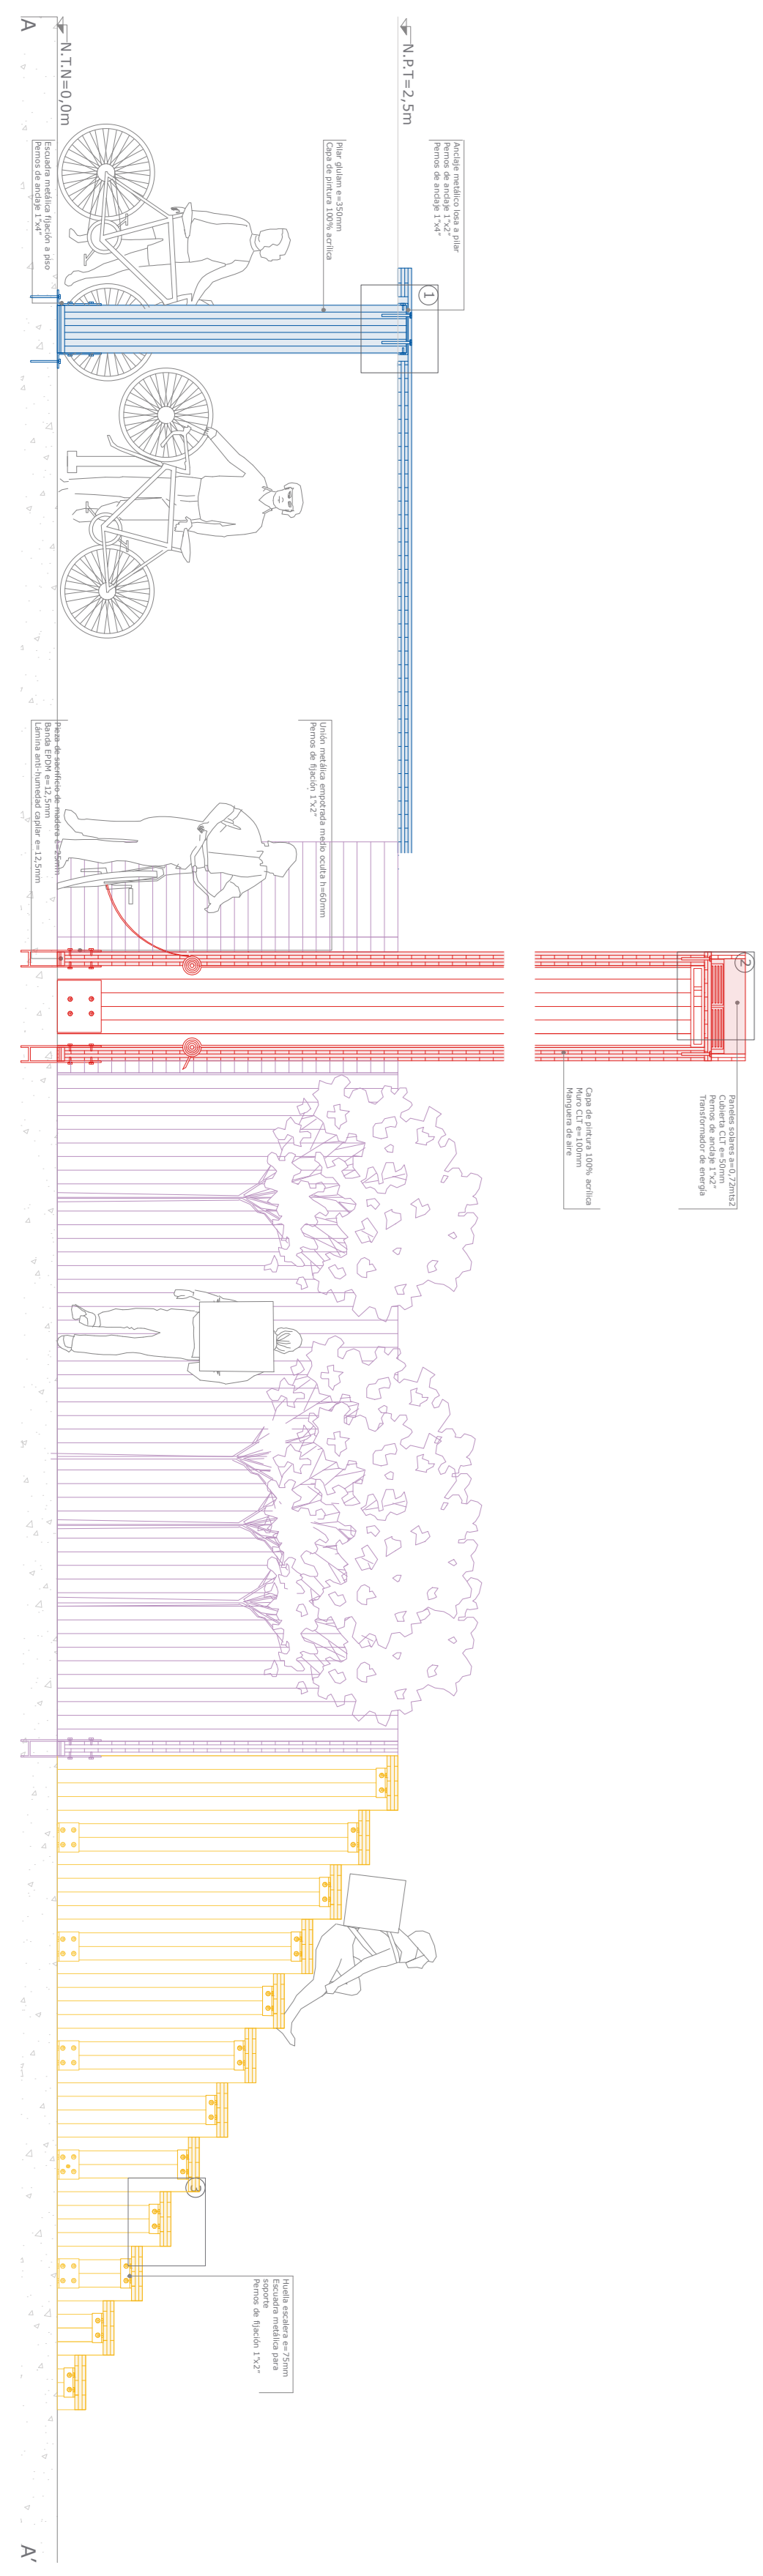 A
N.T.N=0,0m
N.P.T=2,5m
Anclaje metálico losa a pilar
Pernos de anclaje 1"x2"
Pernos de anclaje 1"x4"
Pilar glulam e=350mm
Capa de pintura 100% acrílica
Escuadra metálica fijación a piso
Pernos de anclaje 1"x4"
1
Unión metálica empotrada medio oculta h=60mm
Pernos de fijación 1"x2"
Pieza de sacrificio de madera e=25mm
Banda EPDM e=12,5mm
Lámina anti-humedad capilar e=12,5mm
2
Paneles solares a=0,72mts2
Cubierta CLT e=50mm
Pernos de anclaje 1"x2"
Transformador de energía
Capa de pintura 100% acrílica
Muro CLT e=100mm
Manguera de aire
3
Huella escalera e=75mm
Escuadra metálica para
soporte
Pernos de fijación 1"x2"
A'